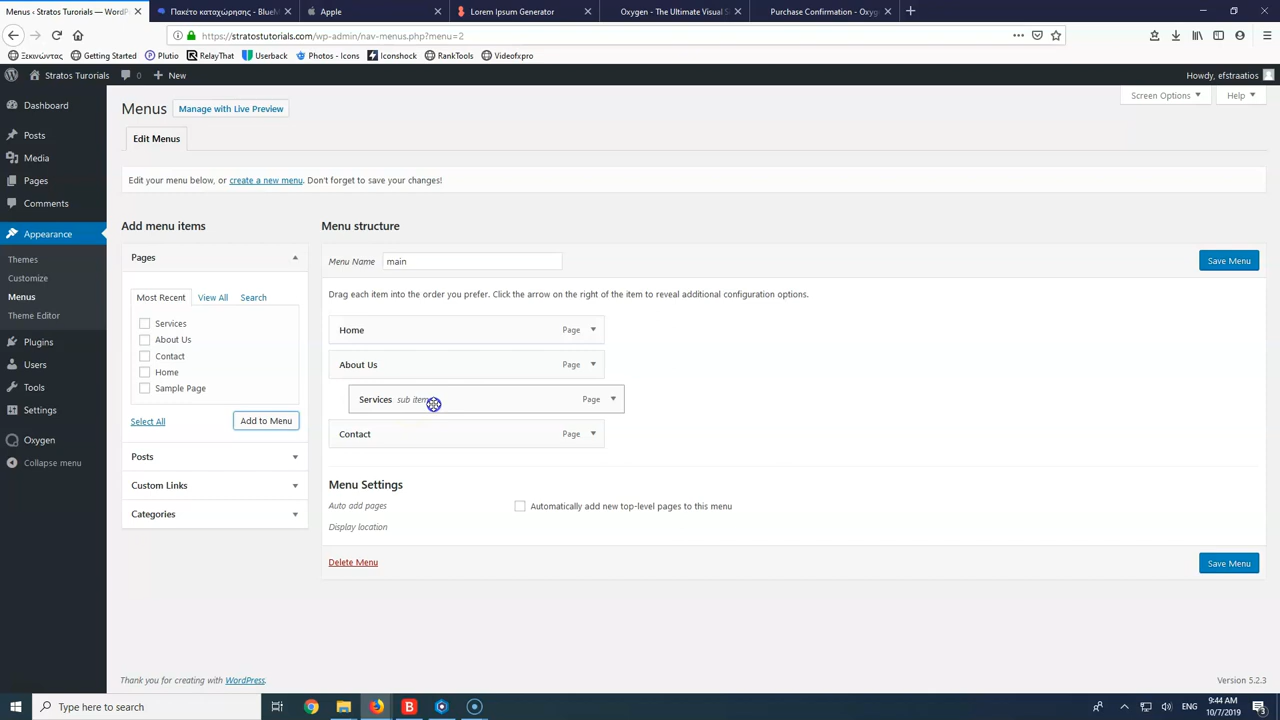 Menus ‹ Stratos Tutorials — WordPr
Πακέτο καταχώρησης - BlueM
Apple
Lorem Ipsum Generator
Oxygen - The Ultimate Visual S
Purchase Confirmation - Oxyge
https://stratostutorials.com/wp-admin/nav-menus.php?menu=2
Ξεκινώντας
Getting Started
Plutio
RelayThat
Userback
Photos - Icons
Iconshock
RankTools
Videofxpro
Stratos Tururials
0
New
Howdy, efstraatios
Dashboard
Posts
Media
Pages
Comments
Appearance
Themes
Customize
Menus
Theme Editor
Plugins
Users
Tools
Settings
Oxygen
Collapse menu
Menus
Manage with Live Preview
Screen Options
Help
Edit Menus
Edit your menu below, or create a new menu. Don't forget to save your changes!
Add menu items
Pages
Most Recent
View All
Search
Services
About Us
Contact
Home
Sample Page
Select All
Add to Menu
Posts
Custom Links
Categories
Menu structure
Menu Name
main
Save Menu
Drag each item into the order you prefer. Click the arrow on the right of the item to reveal additional configuration options.
Home
Page
About Us
Page
Services sub item
Page
Contact
Page
Menu Settings
Auto add pages
Automatically add new top-level pages to this menu
Display location
Delete Menu
Save Menu
Thank you for creating with WordPress.
Version 5.2.3
Type here to search
ENG
9:44 AM
10/7/2019
3